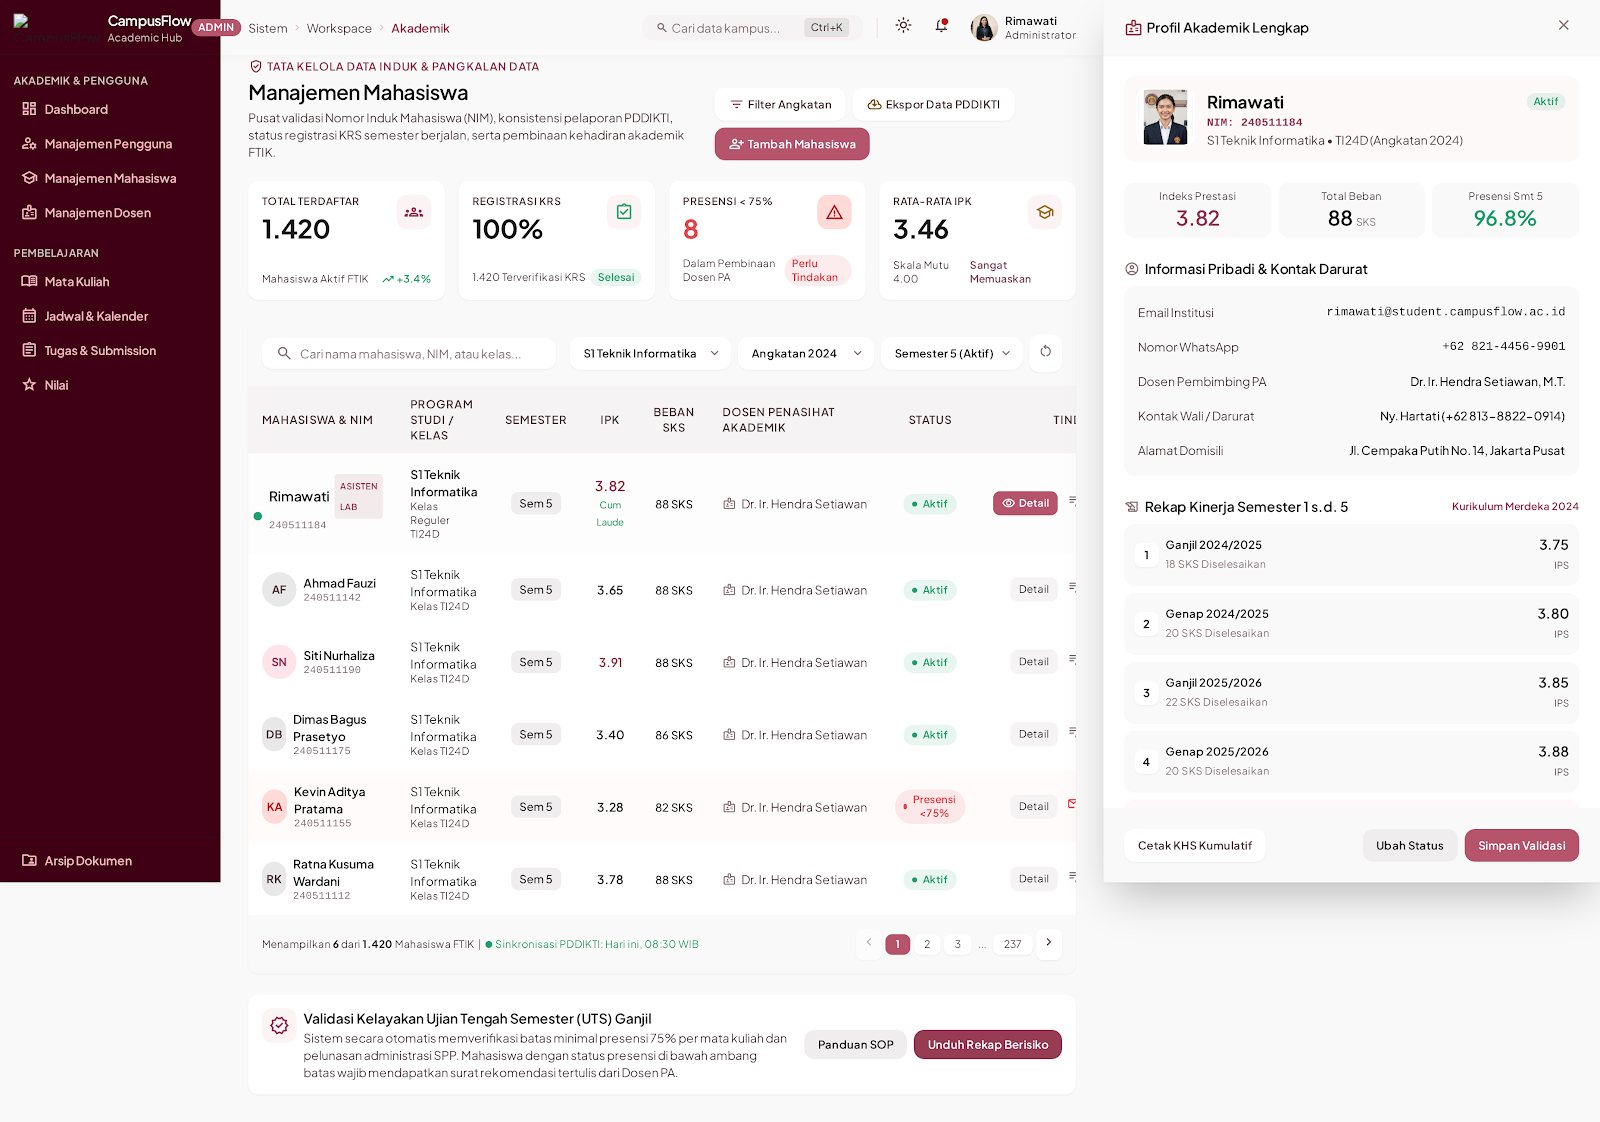 CampusFlow
Academic Hub
ADMIN
AKADEMIK & PENGGUNA
Dashboard
Manajemen Pengguna
Manajemen Mahasiswa
Manajemen Dosen
PEMBELAJARAN
Mata Kuliah
Jadwal & Kalender
Tugas & Submission
Nilai
Arsip Dokumen
Sistem
Workspace
Akademik
Cari data kampus...
Ctrl+K
Rimawati
Administrator
TATA KELOLA DATA INDUK & PANGKALAN DATA
Manajemen Mahasiswa
Pusat validasi Nomor Induk Mahasiswa (NIM), konsistensi pelaporan PDDIKTI,
status registrasi KRS semester berjalan, serta pembinaan kehadiran akademik
FTIK.
Filter Angkatan
Ekspor Data PDDIKTI
Tambah Mahasiswa
TOTAL TERDAFTAR
1.420
Mahasiswa Aktif FTIK
+3.4%
REGISTRASI KRS
100%
1.420 Terverifikasi KRS
Selesai
PRESENSI < 75%
8
Dalam Pembinaan
Dosen PA
Perlu
Tindakan
RATA-RATA IPK
3.46
Skala Mutu
4.00
Sangat
Memuaskan
Cari nama mahasiswa, NIM, atau kelas...
S1 Teknik Informatika
Angkatan 2024
Semester 5 (Aktif)
MAHASISWA & NIM
PROGRAM
STUDI /
KELAS
SEMESTER
IPK
BEBAN
SKS
DOSEN PENASIHAT
AKADEMIK
STATUS
TIND
Rimawati
ASISTEN
LAB
240511184
S1 Teknik
Informatika
Kelas
Reguler
TI24D
Sem 5
3.82
Cum
Laude
88 SKS
Dr. Ir. Hendra Setiawan
Aktif
Detail
AF
Ahmad Fauzi
240511142
S1 Teknik
Informatika
Kelas TI24D
Sem 5
3.65
88 SKS
Dr. Ir. Hendra Setiawan
Aktif
Detail
SN
Siti Nurhaliza
240511190
S1 Teknik
Informatika
Kelas TI24D
Sem 5
3.91
88 SKS
Dr. Ir. Hendra Setiawan
Aktif
Detail
DB
Dimas Bagus
Prasetyo
240511175
S1 Teknik
Informatika
Kelas TI24D
Sem 5
3.40
86 SKS
Dr. Ir. Hendra Setiawan
Aktif
Detail
KA
Kevin Aditya
Pratama
240511155
S1 Teknik
Informatika
Kelas TI24D
Sem 5
3.28
82 SKS
Dr. Ir. Hendra Setiawan
Presensi
<75%
Detail
RK
Ratna Kusuma
Wardani
240511112
S1 Teknik
Informatika
Kelas TI24D
Sem 5
3.78
88 SKS
Dr. Ir. Hendra Setiawan
Aktif
Detail
Menampilkan 6 dari 1.420 Mahasiswa FTIK | ● Sinkronisasi PDDIKTI: Hari ini, 08:30 WIB
1
2
3
...
237
Validasi Kelayakan Ujian Tengah Semester (UTS) Ganjil
Sistem secara otomatis memverifikasi batas minimal presensi 75% per mata kuliah dan
pelunasan administrasi SPP. Mahasiswa dengan status presensi di bawah ambang
batas wajib mendapatkan surat rekomendasi tertulis dari Dosen PA.
Panduan SOP
Unduh Rekap Berisiko
Profil Akademik Lengkap
Rimawati
NIM: 240511184
S1 Teknik Informatika • TI24D (Angkatan 2024)
Aktif
Indeks Prestasi
3.82
Total Beban
88 SKS
Presensi Smt 5
96.8%
Informasi Pribadi & Kontak Darurat
Email Institusi
rimawati@student.campusflow.ac.id
Nomor WhatsApp
+62 821-4456-9901
Dosen Pembimbing PA
Dr. Ir. Hendra Setiawan, M.T.
Kontak Wali / Darurat
Ny. Hartati (+62 813-8822-0914)
Alamat Domisili
Jl. Cempaka Putih No. 14, Jakarta Pusat
Rekap Kinerja Semester 1 s.d. 5
Kurikulum Merdeka 2024
1
Ganjil 2024/2025
18 SKS Diselesaikan
3.75
IPS
2
Genap 2024/2025
20 SKS Diselesaikan
3.80
IPS
3
Ganjil 2025/2026
22 SKS Diselesaikan
3.85
IPS
4
Genap 2025/2026
20 SKS Diselesaikan
3.88
IPS
Cetak KHS Kumulatif
Ubah Status
Simpan Validasi